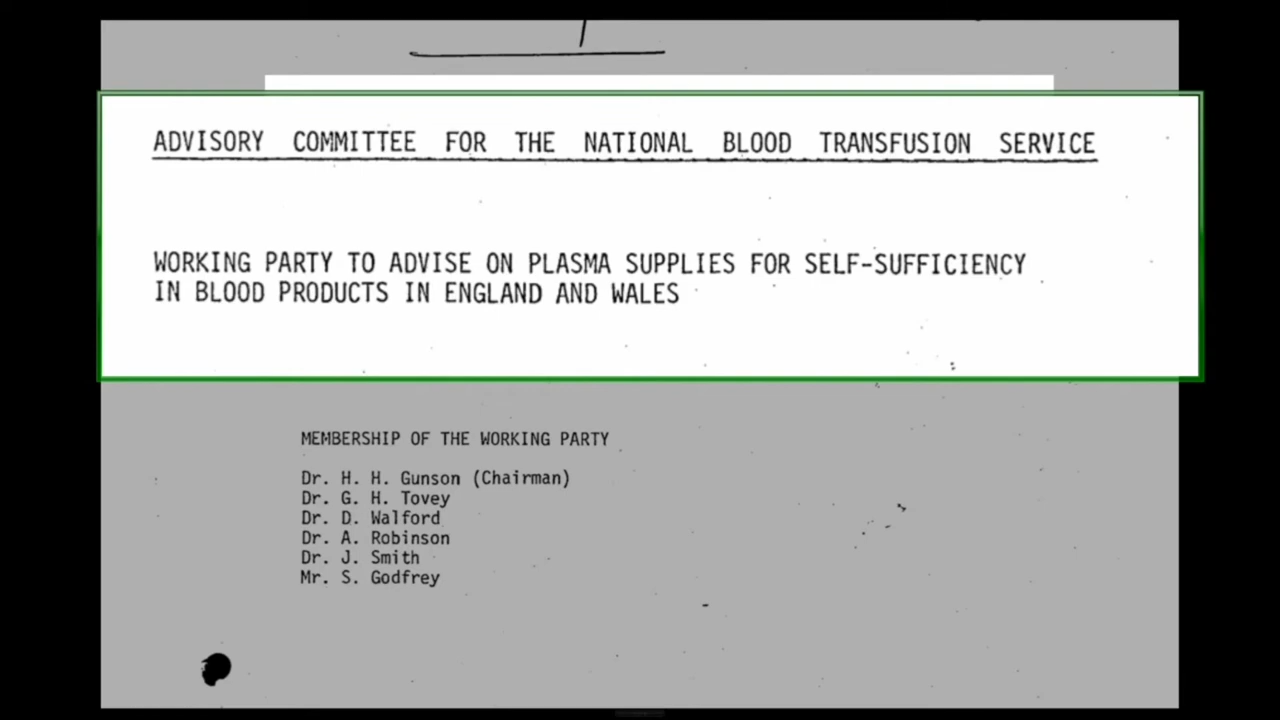 ADVISORY COMMITTEE FOR THE NATIONAL BLOOD TRANSFUSION SERVICE
WORKING PARTY TO ADVISE ON PLASMA SUPPLIES FOR SELF-SUFFICIENCY
IN BLOOD PRODUCTS IN ENGLAND AND WALES
MEMBERSHIP OF THE WORKING PARTY
Dr. H. H. Gunson (Chairman)
Dr. G. H. Tovey
Dr. D. Walford
Dr. A. Robinson
Dr. J. Smith
Mr. S. Godfrey